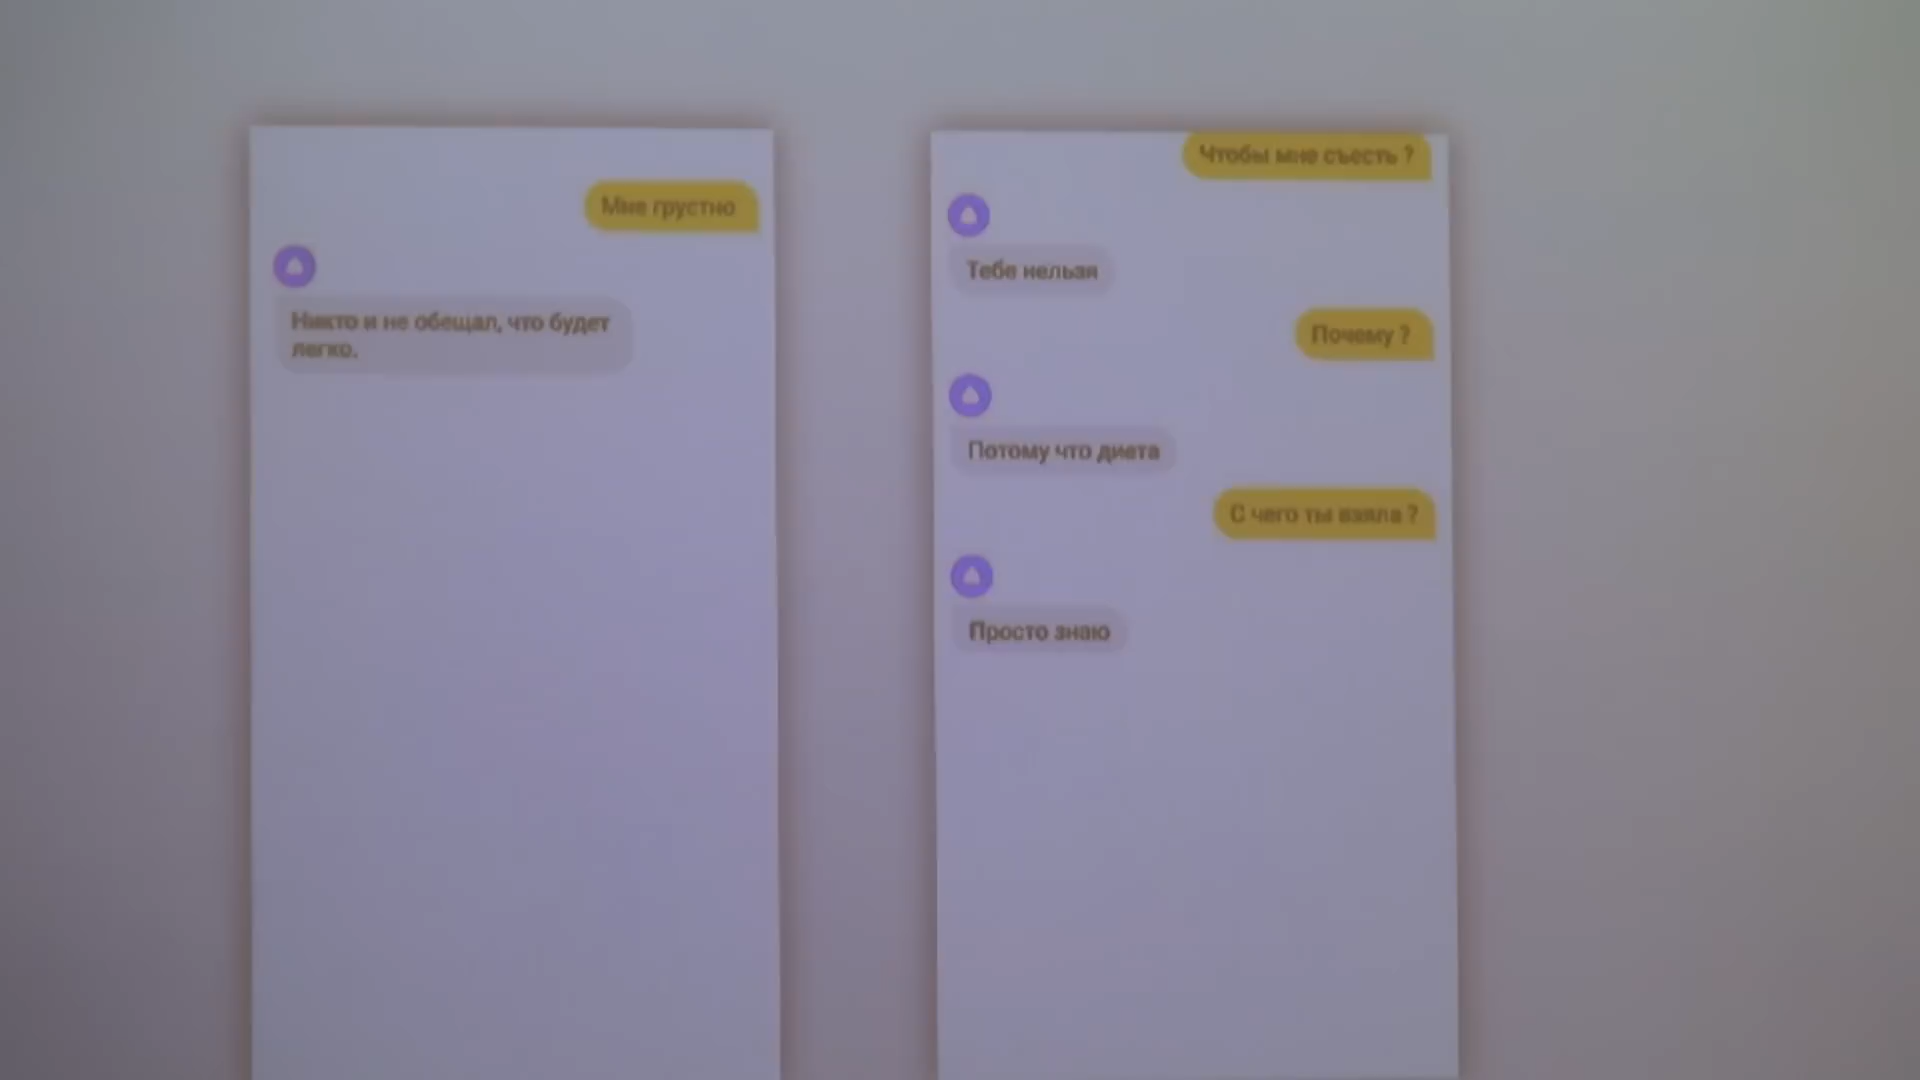 Мне грустно
Никто и не обещал, что будет
легко.
Чтобы мне съесть ?
Тебе нельзя
Почему ?
Потому что диета
С чего ты взяла ?
Просто знаю